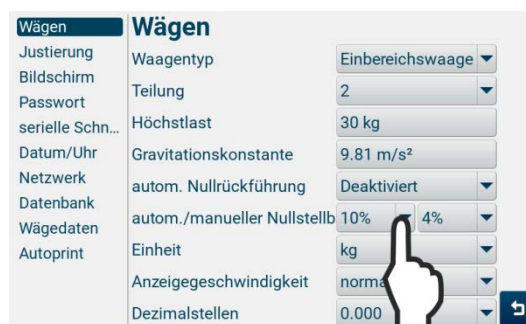 Wägen
Justierung
Bildschirm
Passwort
serielle Schn...
Datum/Uhr
Netzwerk
Datenbank
Wägedaten
Autoprint
Wägen
Waagentyp Einbereichswaage
Teilung 2
Höchstlast 30 kg
Gravitationskonstante 9.81 m/s²
autom. Nullrückführung Deaktiviert
autom./manueller Nullstellb 10% 4%
Einheit kg
Anzeigegeschwindigkeit
Dezimalstellen 0.000